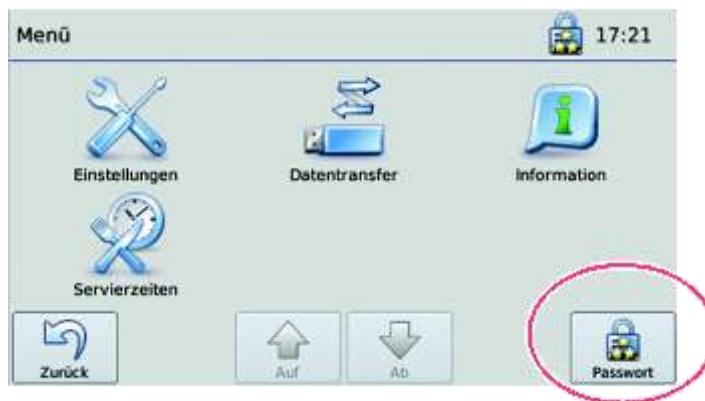 Menü 17:21
Einstellungen Datentransfer Information
Servierzeiten
Zurück Auf Ab Passwort